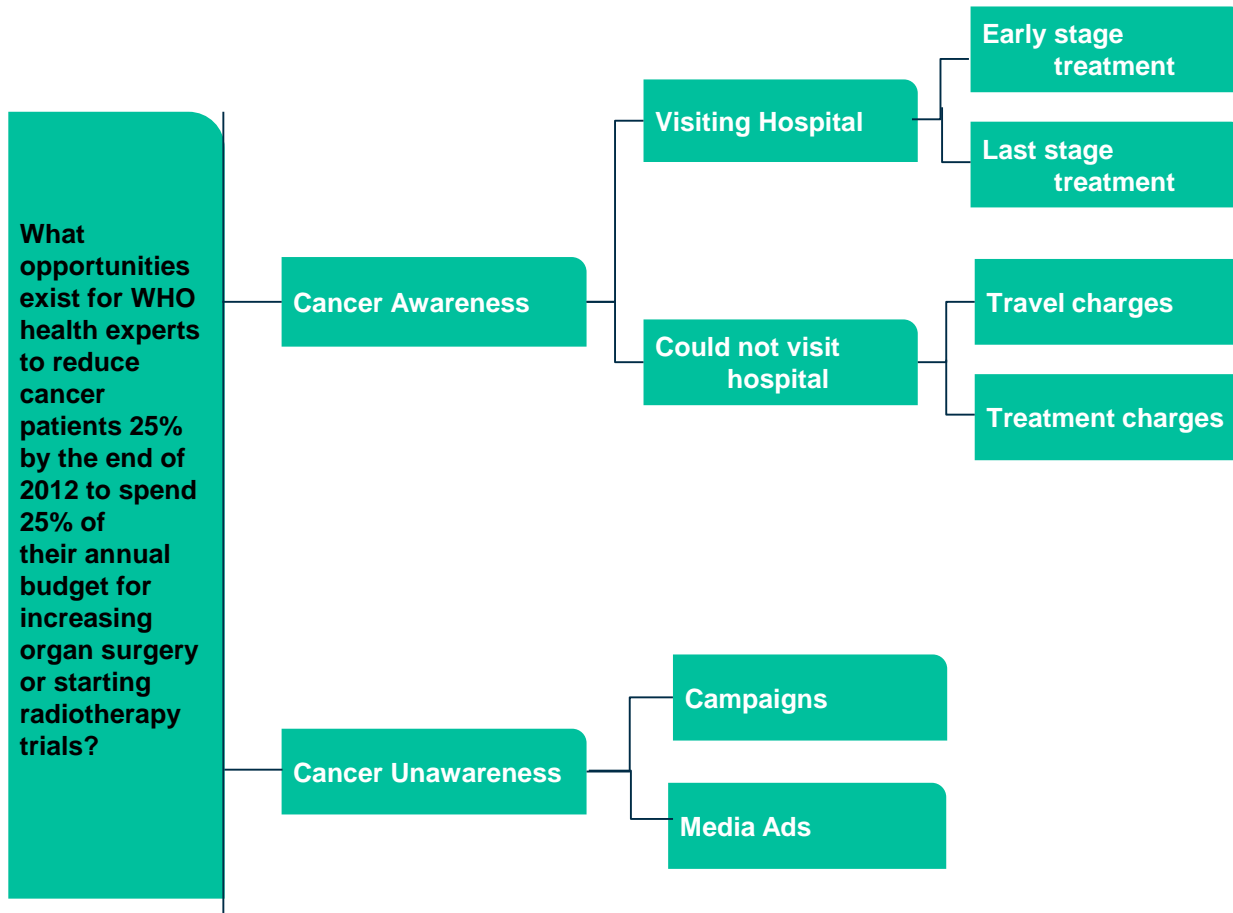 What
opportunities
exist for WHO
health experts
to reduce
cancer
patients 25%
by the end of
2012 to spend
25% of
their annual
budget for
increasing
organ surgery
or starting
radiotherapy
trials?
Cancer Awareness
Visiting Hospital
Early stage
treatment
Last stage
treatment
Could not visit
hospital
Travel charges
Treatment charges
Cancer Unawareness
Campaigns
Media Ads